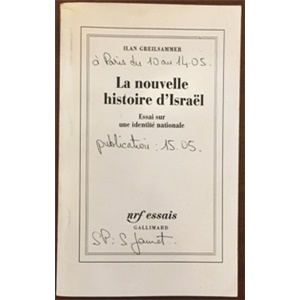 ILAN GREILSAMMER
à Paris du 10 au 14.05.
La nouvelle
histoire d'Israël
Essai sur
une identité nationale
publication : 15.05.
nrf essais
GALLIMARD
SP: S